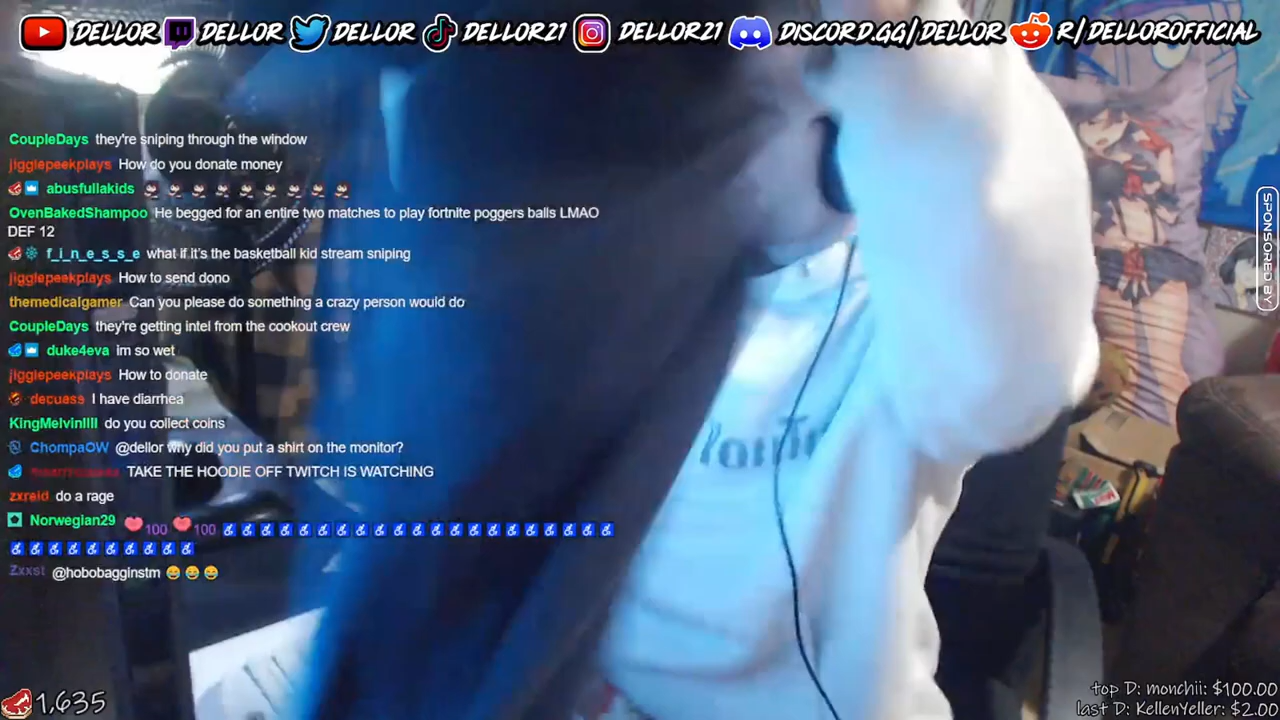 DELLOR DELLOR DELLOR DELLOR21 DELLOR21 DISCORD.GG/DELLOR R/DELLOROFFICIAL
CoupleDays they're sniping through the window
jigglepeekplays How do you donate money
abusfullakids
OvenBakedShampoo He begged for an entire two matches to play fortnite poggers balls LMAO
DEF 12
f_i_n_e_s_s_e what if it's the basketball kid stream sniping
jigglepeekplays How to send dono
themedicalgamer Can you please do something a crazy person would do
CoupleDays they're getting intel from the cookout crew
duke4eva im so wet
jigglepeekplays How to donate
decuass I have diarrhea
KingMelvinIIII do you collect coins
ChompaOW @dellor why did you put a shirt on the monitor?
TAKE THE HOODIE OFF TWITCH IS WATCHING
zxreid do a rage
Norwegian29 100 100
Zxxst @hobobagginstm
SPONSORED BY:
1,635
top D: monchii: $100.00
last D: KellenYeller: $2.00